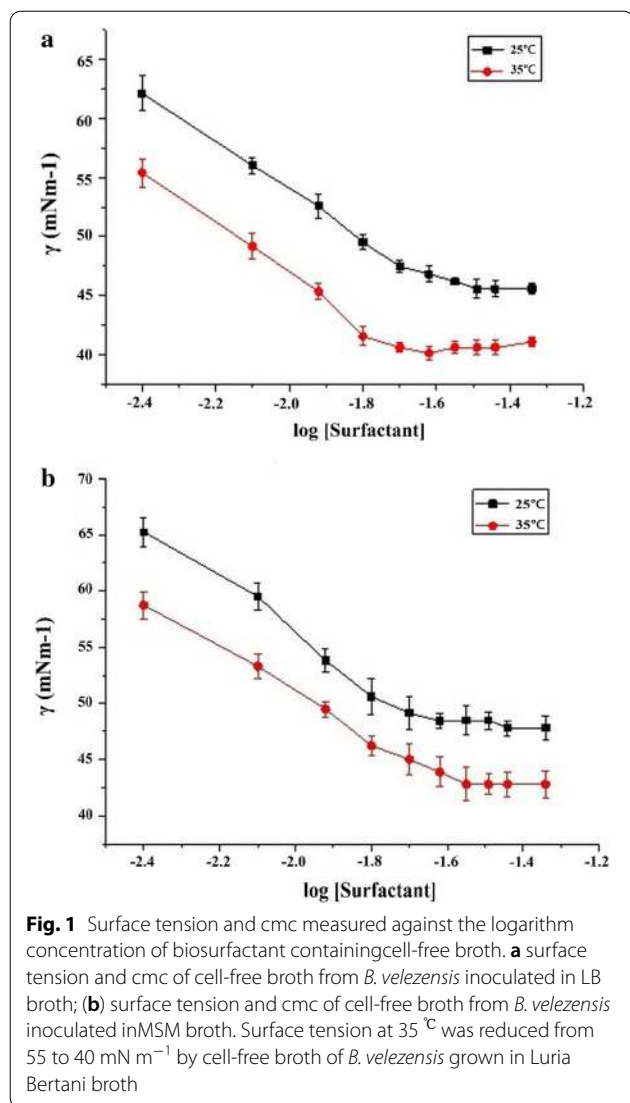 a
25°C
35°C
65
60
55
50
45
40
γ (mNm-1)
-2.4 -2.2 -2.0 -1.8 -1.6 -1.4 -1.2
log [Surfactant]
b
25°C
35°C
70
65
60
55
50
45
40
γ (mNm-1)
-2.4 -2.2 -2.0 -1.8 -1.6 -1.4 -1.2
log [Surfactant]
Fig. 1 Surface tension and cmc measured against the logarithm
concentration of biosurfactant containingcell-free broth. a surface
tension and cmc of cell-free broth from B. velezensis inoculated in LB
broth; (b) surface tension and cmc of cell-free broth from B. velezensis
inoculated inMSM broth. Surface tension at 35 ℃ was reduced from
55 to 40 mN m−1 by cell-free broth of B. velezensis grown in Luria
Bertani broth